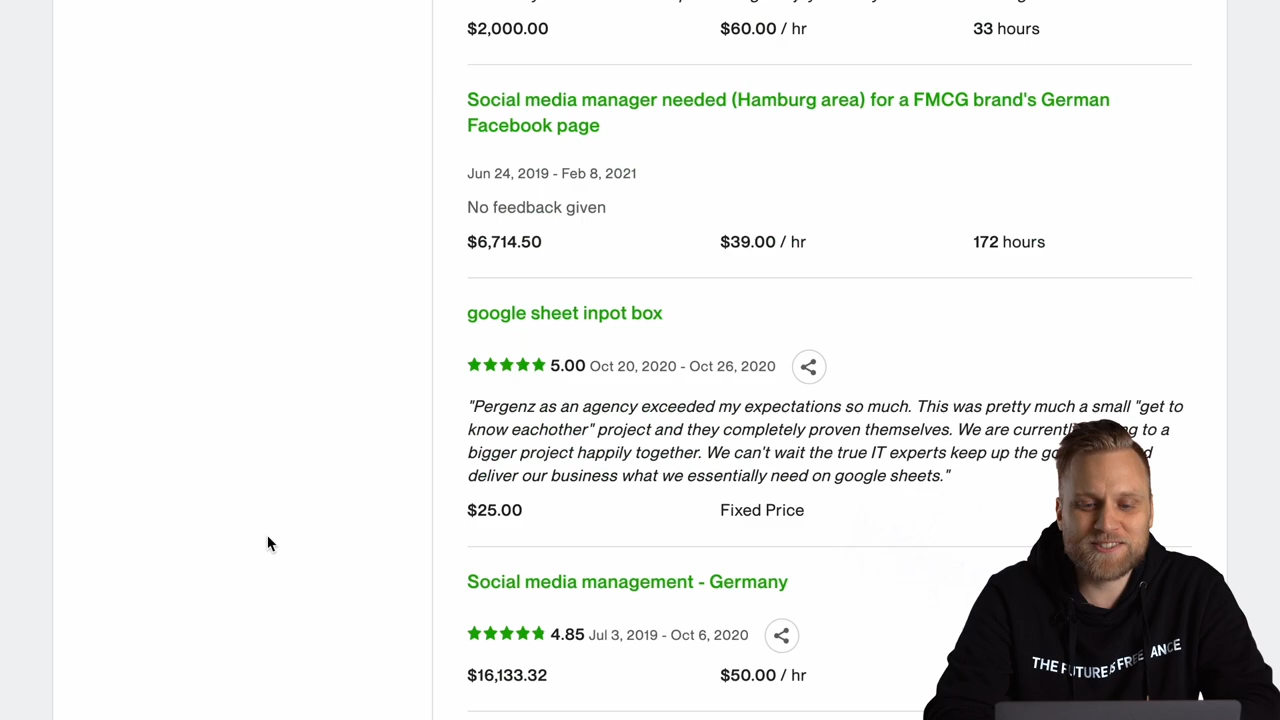 $2,000.00 $60.00 / hr 33 hours
Social media manager needed (Hamburg area) for a FMCG brand's German
Facebook page
Jun 24, 2019 - Feb 8, 2021
No feedback given
$6,714.50 $39.00 / hr 172 hours
google sheet inpot box
5.00 Oct 20, 2020 - Oct 26, 2020
"Pergenz as an agency exceeded my expectations so much. This was pretty much a small "get to
know eachother" project and they completely proven themselves. We are to a
bigger project happily together. We can't wait the true IT experts keep up the
deliver our business what we essentially need on google sheets."
$25.00 Fixed Price
Social media management - Germany
4.85 Jul 3, 2019 - Oct 6, 2020
$16,133.32 $50.00 / hr
THE FUTURE IS FREELANCE